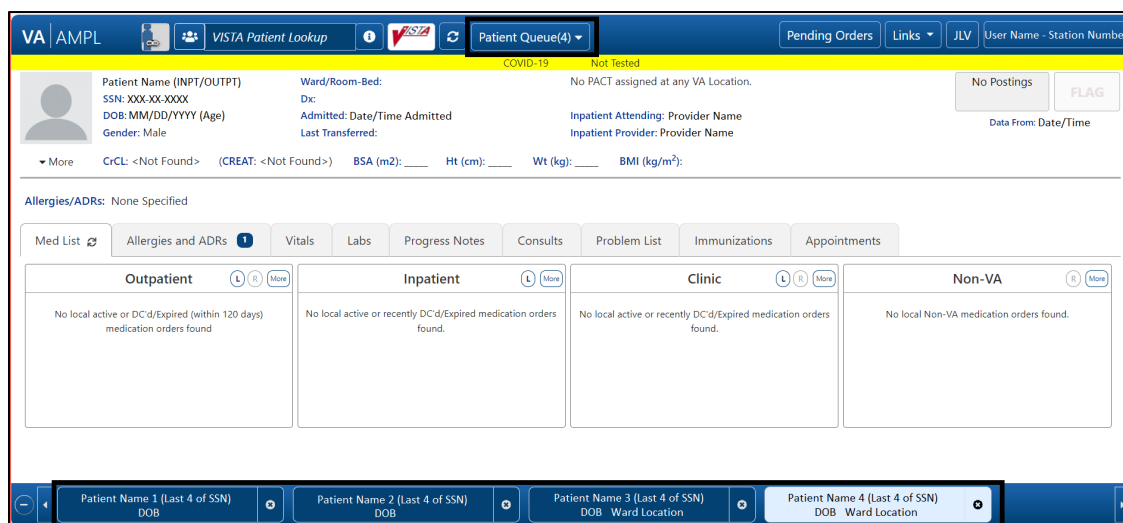 VA AMPL
VISTA Patient Lookup
VISTA
Patient Queue(4)
Pending Orders
Links
JLV
User Name - Station Numbe
COVID-19 Not Tested
Patient Name (INPT/OUTPT)
SSN: XXX-XX-XXXX
DOB: MM/DD/YYYY (Age)
Gender: Male
Ward/Room-Bed:
Dx:
Admitted: Date/Time Admitted
Last Transferred:
No PACT assigned at any VA Location.
Inpatient Attending: Provider Name
Inpatient Provider: Provider Name
No Postings
FLAG
Data From: Date/Time
More
CrCL: <Not Found> (CREAT: <Not Found>) BSA (m2): ____ Ht (cm): ____ Wt (kg): ____ BMI (kg/m²):
Allergies/ADRs: None Specified
Med List
Allergies and ADRs 1
Vitals
Labs
Progress Notes
Consults
Problem List
Immunizations
Appointments
Outpatient L R More
No local active or DC'd/Expired (within 120 days)
medication orders found
Inpatient L More
No local active or recently DC'd/Expired medication orders
found.
Clinic L R More
No local active or recently DC'd/Expired medication orders
found.
Non-VA R More
No local Non-VA medication orders found.
Patient Name 1 (Last 4 of SSN)
DOB
Patient Name 2 (Last 4 of SSN)
DOB
Patient Name 3 (Last 4 of SSN)
DOB Ward Location
Patient Name 4 (Last 4 of SSN)
DOB Ward Location